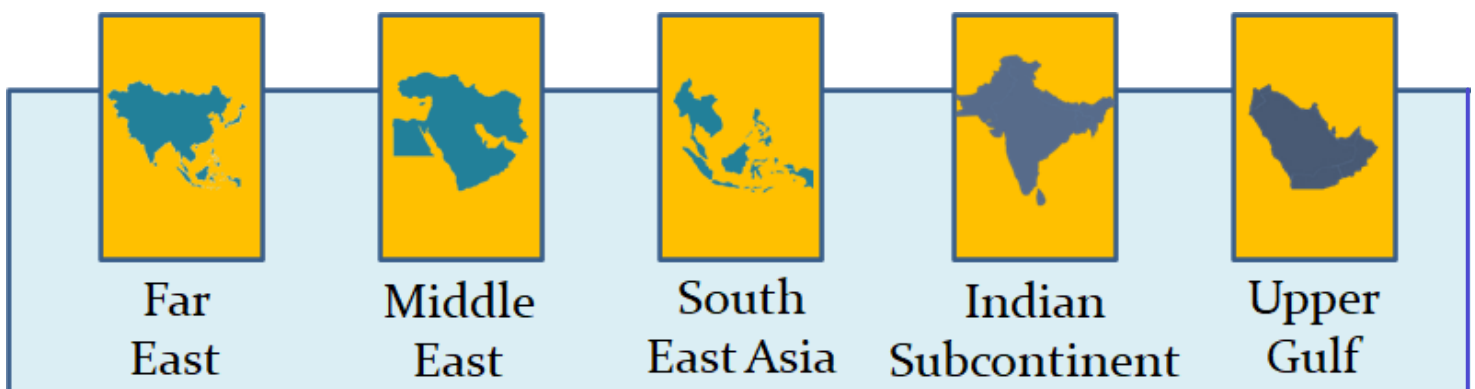 Far
East
Middle
East
South
East Asia
Indian
Subcontinent
Upper
Gulf